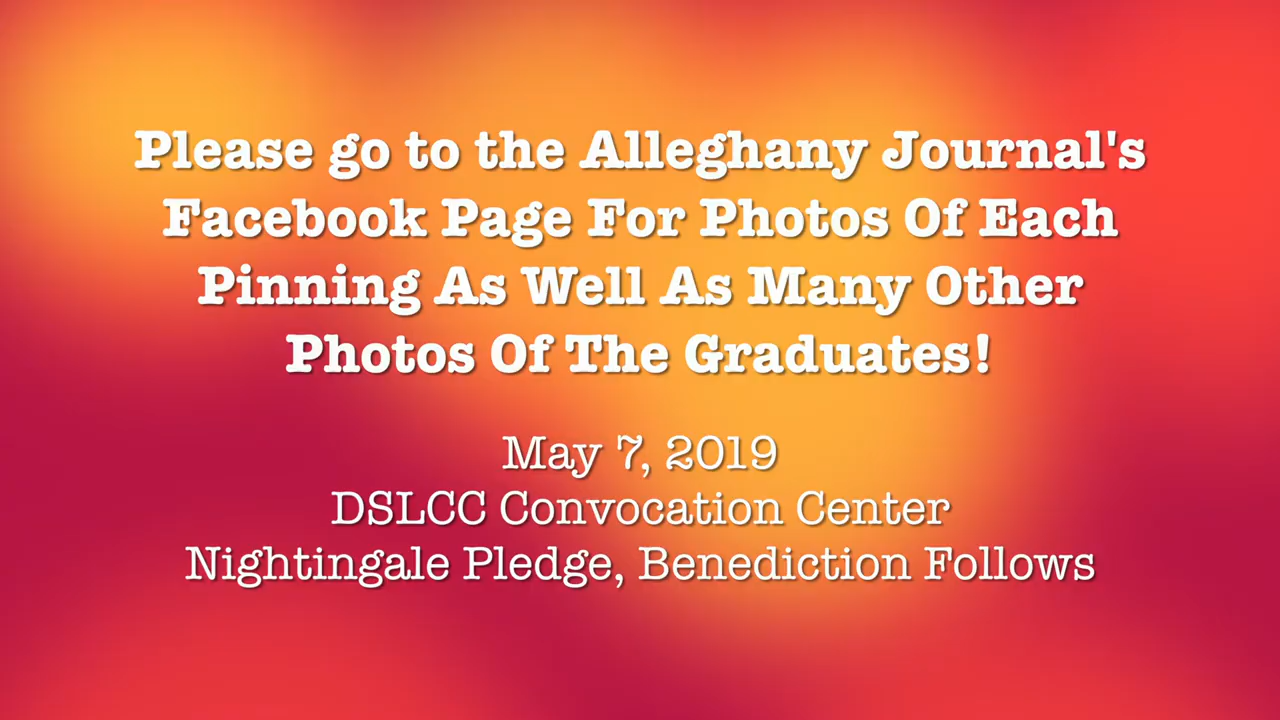 Please go to the Alleghany Journal's
Facebook Page For Photos Of Each
Pinning As Well As Many Other
Photos Of The Graduates!
May 7, 2019
DSLCC Convocation Center
Nightingale Pledge, Benediction Follows